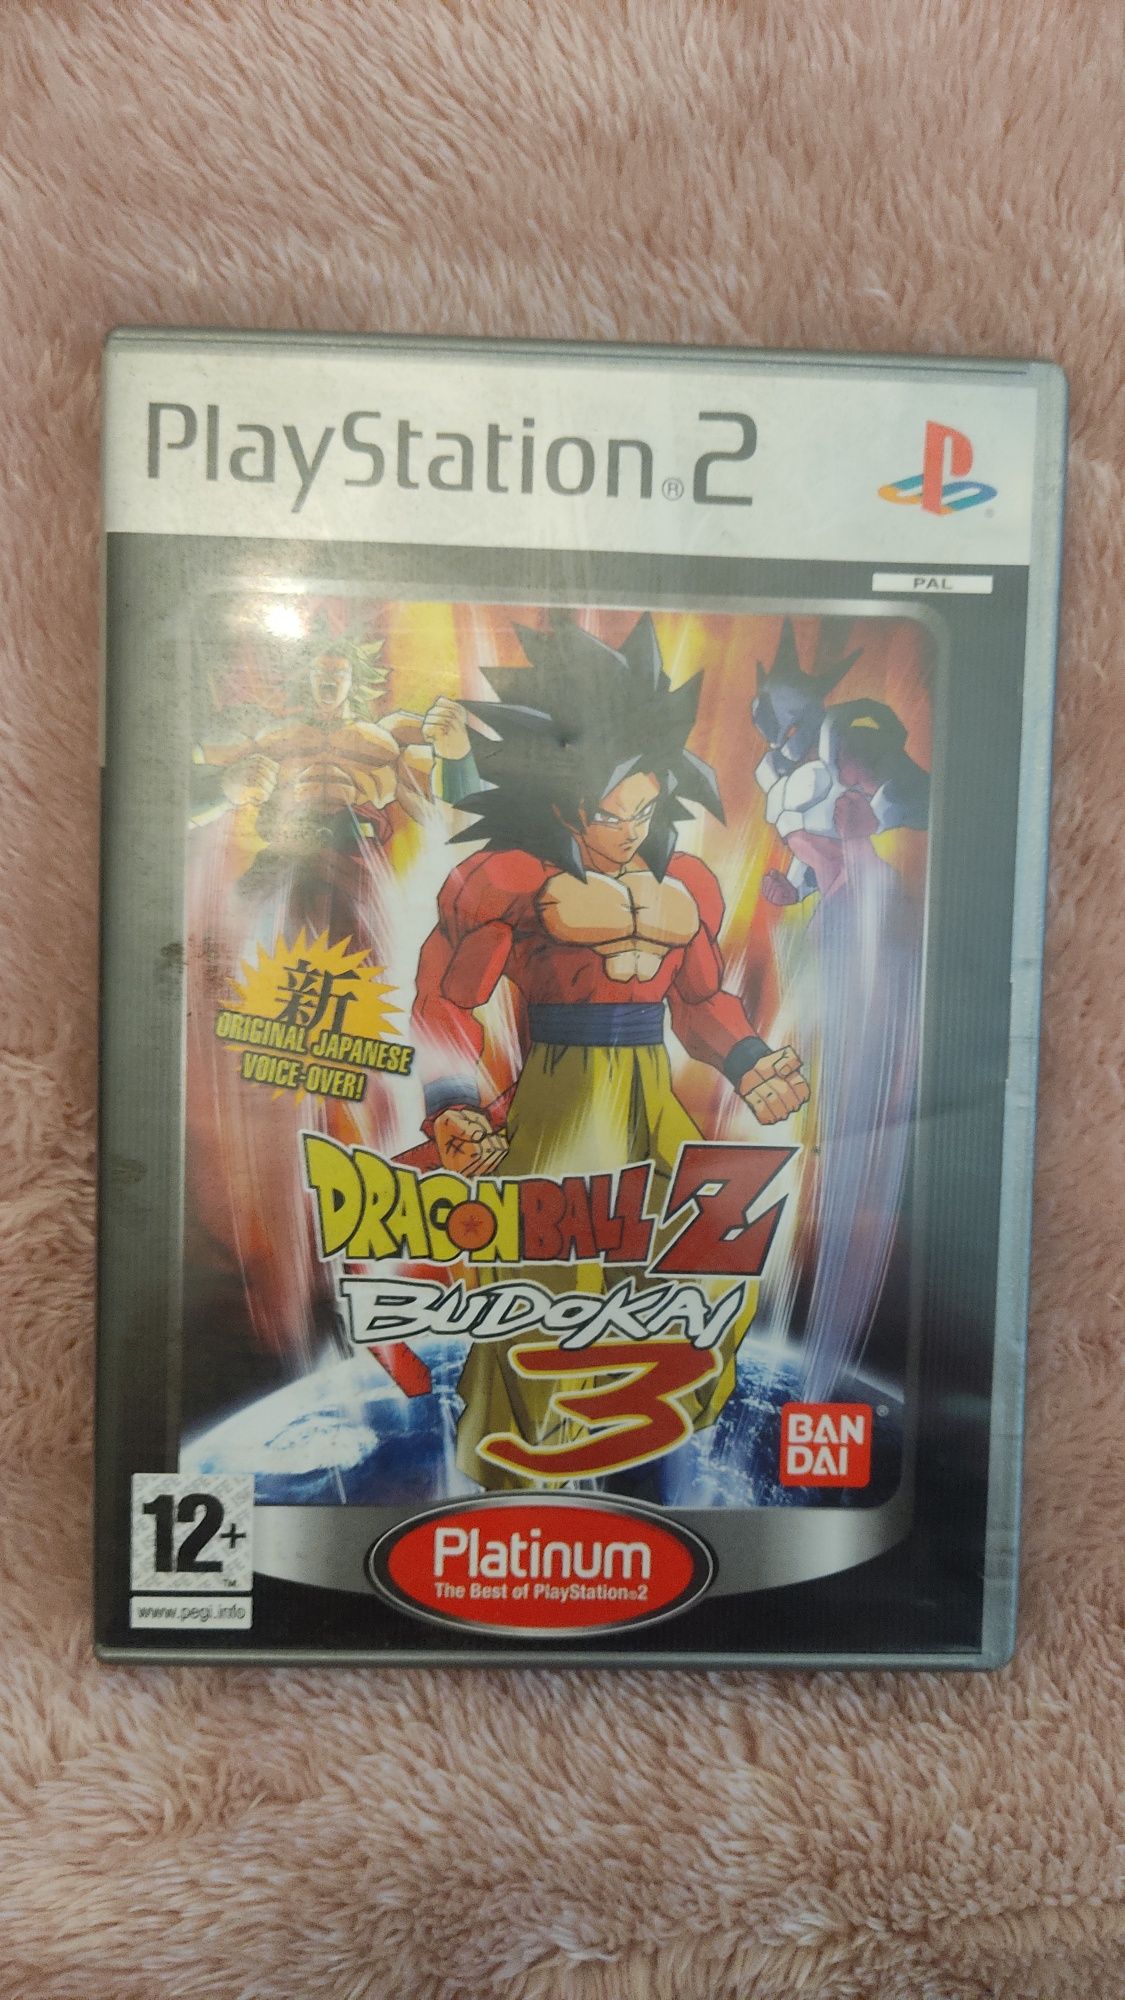 PlayStation®2
PAL
新
ORIGINAL JAPANESE
VOICE-OVER!
DRAGON BALL Z
BUDOKAI
3
BAN
DAI
®
12+
TM
www.pegi.info
Platinum
The Best of PlayStation®2